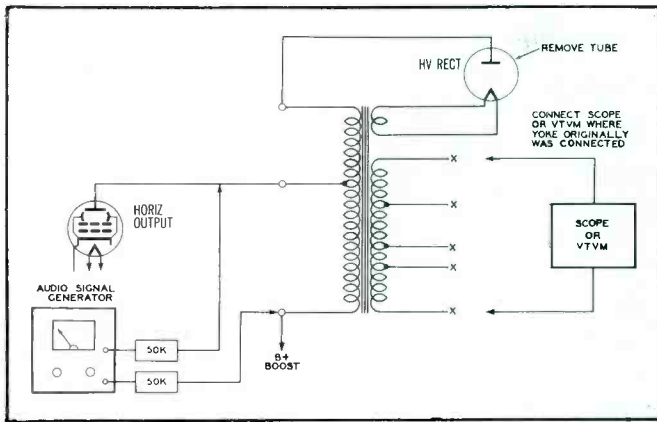 HV RECT
REMOVE TUBE
CONNECT SCOPE
OR VTVM WHERE
YOKE ORIGINALLY
WAS CONNECTED
X
X
HORIZ
OUTPUT
X
SCOPE
OR
VTVM
X
AUDIO SIGNAL
GENERATOR
X
50K
50K
B+
BOOST